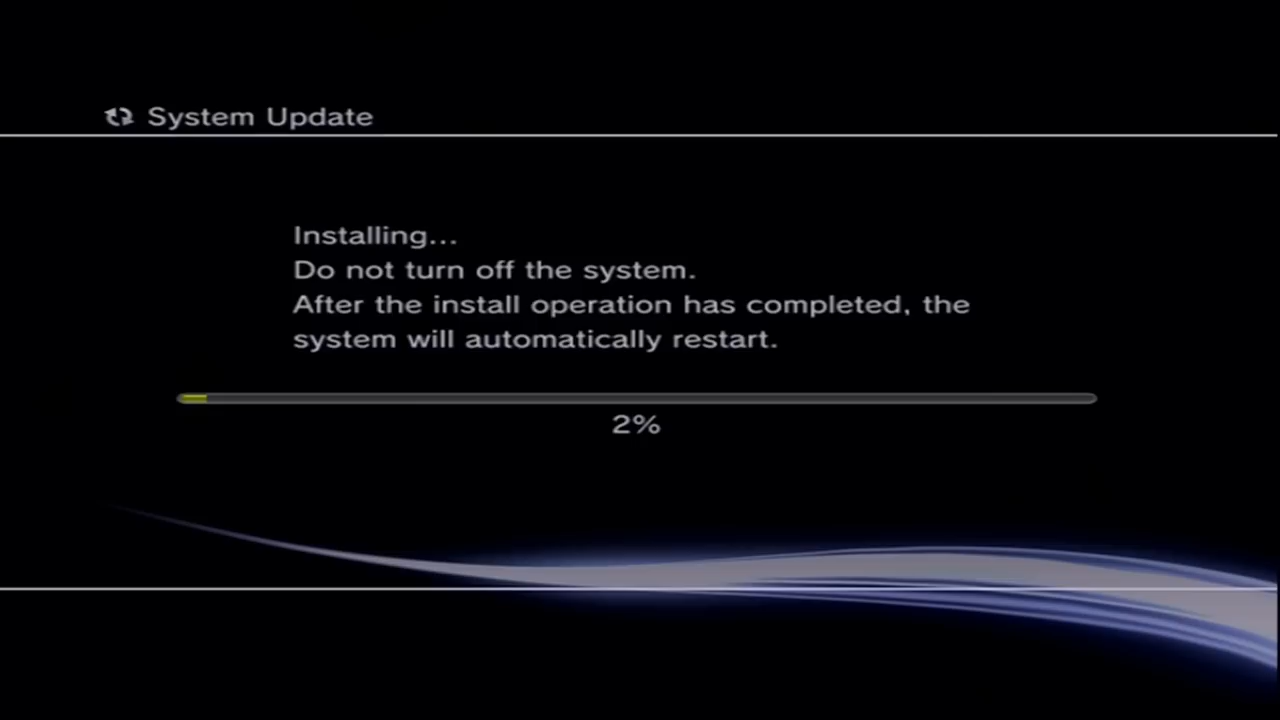 System Update
Installing...
Do not turn off the system.
After the install operation has completed, the
system will automatically restart.
2%